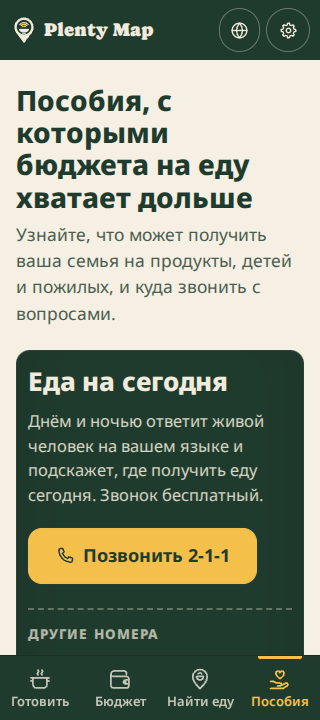 Plenty Map
Пособия, с
которыми
бюджета на еду
хватает дольше
Узнайте, что может получить
ваша семья на продукты, детей
и пожилых, и куда звонить с
вопросами.
Еда на сегодня
Днём и ночью ответит живой
человек на вашем языке и
подскажет, где получить еду
сегодня. Звонок бесплатный.
Позвонить 2-1-1
ДРУГИЕ НОМЕРА
Готовить
Бюджет
Найти еду
Пособия